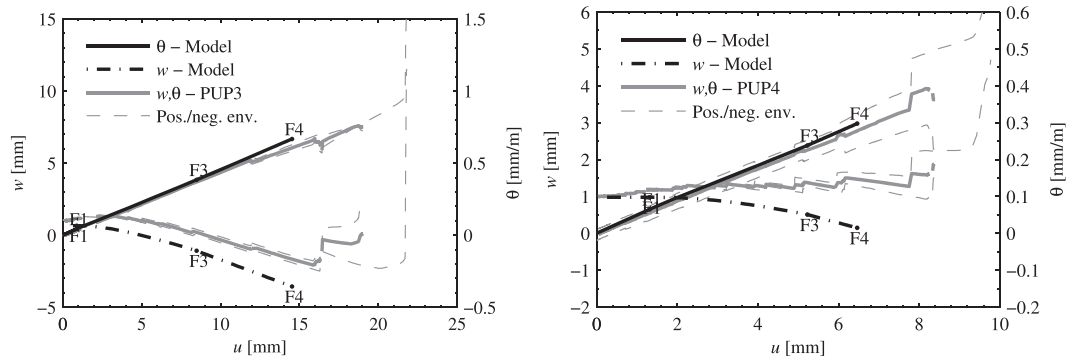 15
10
5
0
−5
w [mm]
θ − Model
w − Model
w,θ − PUP3
Pos./neg. env.
F1
F1
F3
F3
F4
F4
1.5
1
0.5
0
−0.5
θ [mm/m]
0 5 10 15 20 25
u [mm]
6
5
4
3
2
1
0
−1
−2
w [mm]
θ − Model
w − Model
w,θ − PUP4
Pos./neg. env.
F1
F1
F3
F3
F4
F4
0.6
0.5
0.4
0.3
0.2
0.1
0
−0.1
−0.2
θ [mm/m]
0 2 4 6 8 10
u [mm]